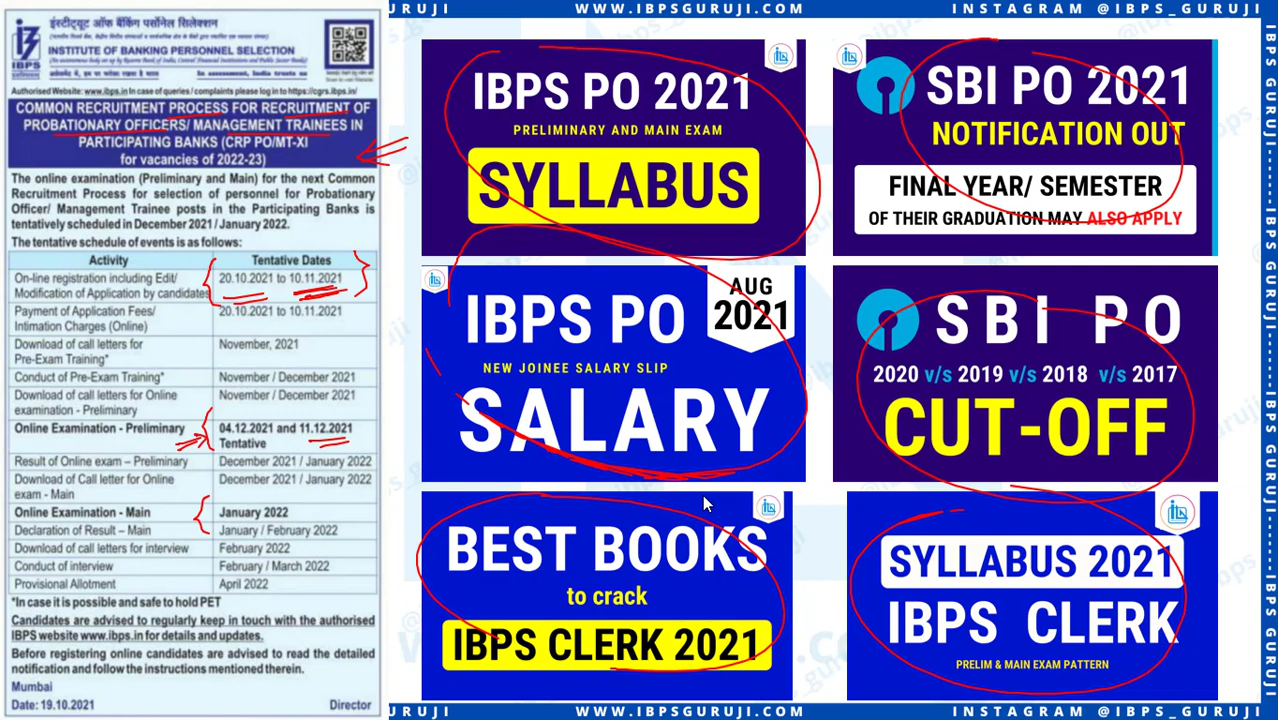 इंस्टीट्यूट ऑफ बैंकिंग पर्सोनेल सिलेक्शन
INSTITUTE OF BANKING PERSONNEL SELECTION
IBPS
Authorised Website: www.ibps.in In case of queries / complaints please log in to https://cgrs.ibps.in/
COMMON RECRUITMENT PROCESS FOR RECRUITMENT OF
PROBATIONARY OFFICERS/ MANAGEMENT TRAINEES IN
PARTICIPATING BANKS (CRP PO/MT-XI
for vacancies of 2022-23)
The online examination (Preliminary and Main) for the next Common
Recruitment Process for selection of personnel for Probationary
Officer/ Management Trainee posts in the Participating Banks is
tentatively scheduled in December 2021 / January 2022.
The tentative schedule of events is as follows:
Activity Tentative Dates
On-line registration including Edit/ 20.10.2021 to 10.11.2021
Modification of Application by candidates
Payment of Application Fees/ 20.10.2021 to 10.11.2021
Intimation Charges (Online)
Download of call letters for November, 2021
Pre-Exam Training*
Conduct of Pre-Exam Training* November / December 2021
Download of call letters for Online November / December 2021
examination - Preliminary
Online Examination - Preliminary 04.12.2021 and 11.12.2021
Tentative
Result of Online exam – Preliminary December 2021 / January 2022
Download of Call letter for Online December 2021 / January 2022
exam - Main
Online Examination - Main January 2022
Declaration of Result – Main January / February 2022
Download of call letters for interview February 2022
Conduct of interview February / March 2022
Provisional Allotment April 2022
*In case it is possible and safe to hold PET
Candidates are advised to regularly keep in touch with the authorised
IBPS website www.ibps.in for details and updates.
Before registering online candidates are advised to read the detailed
notification and follow the instructions mentioned therein.
Mumbai
Date: 19.10.2021 Director
GURUJI WWW.IBPSGURUJI.COM INSTAGRAM @IBPS_GURUJI
IBPS PO 2021
PRELIMINARY AND MAIN EXAM
SYLLABUS
SBI PO 2021
NOTIFICATION OUT
FINAL YEAR/ SEMESTER
OF THEIR GRADUATION MAY ALSO APPLY
AUG
2021
IBPS PO
NEW JOINEE SALARY SLIP
SALARY
SBI PO
2020 v/s 2019 v/s 2018 v/s 2017
CUT-OFF
BEST BOOKS
to crack
IBPS CLERK 2021
SYLLABUS 2021
IBPS CLERK
PRELIM & MAIN EXAM PATTERN
GURUJI WWW.IBPSGURUJI.COM INSTAGRAM @IBPS_GURUJI
IBPS GURUJI------IBPS GURUJI------IBPS GURUJI